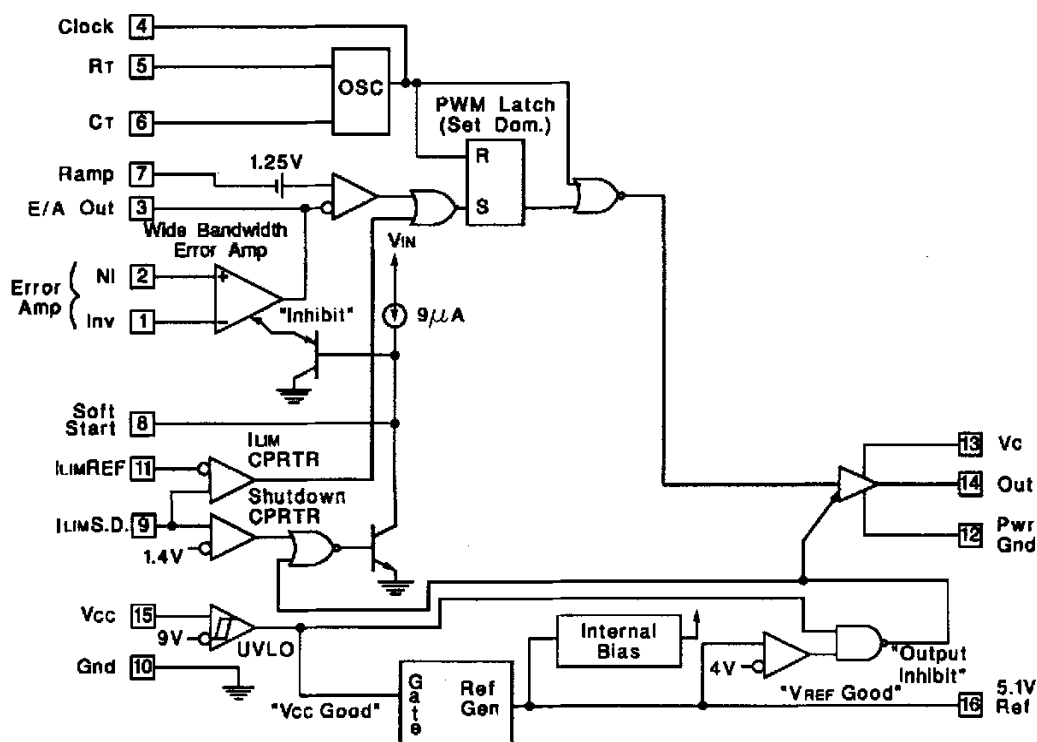 Clock 4
RT 5
OSC
CT 6
PWM Latch
(Set Dom.)
R
S
Ramp 7
1.25V
E/A Out 3
Wide Bandwidth
Error Amp
VIN
Error
Amp
NI 2
+
Inv 1
−
"Inhibit"
9μA
Soft
Start 8
ILIM
CPRTR
ILIMREF 11
Shutdown
CPRTR
ILIMS.D. 9
1.4V
13 Vc
14 Out
12 Pwr
Gnd
Vcc 15
9V
UVLO
Gnd 10
Internal
Bias
4V
"Output
Inhibit"
"VREF Good"
"Vcc Good"
Gate
Ref
Gen
16 5.1V
Ref